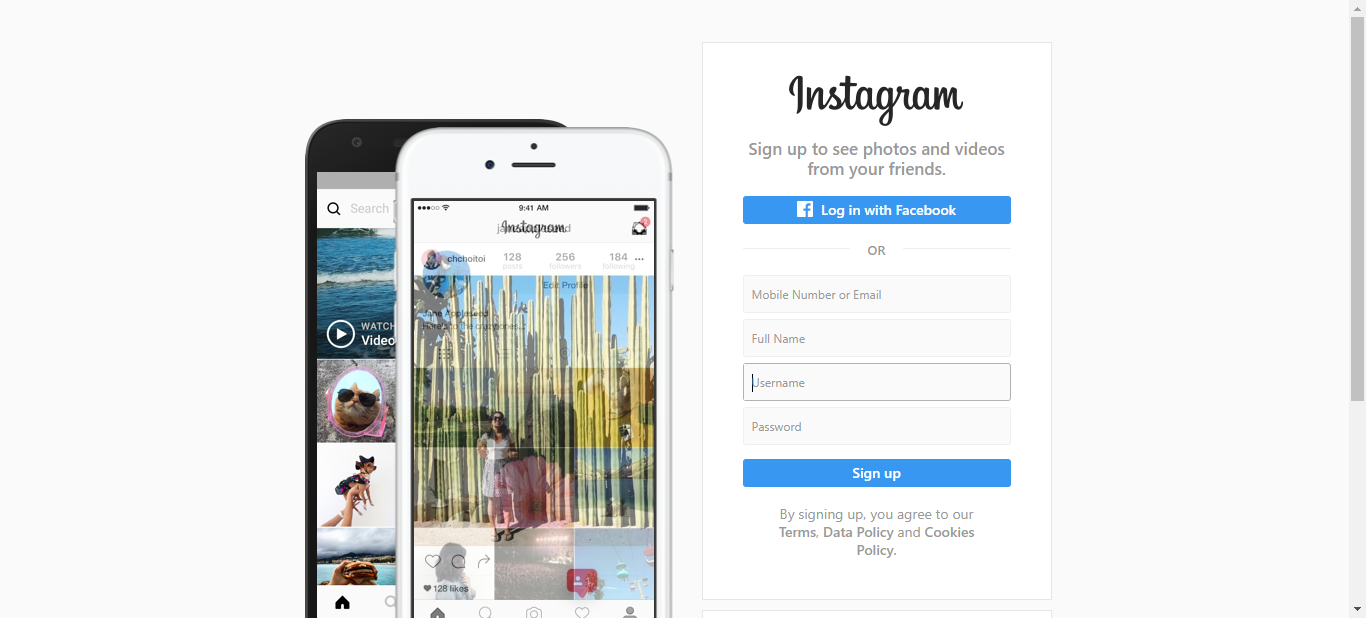 Instagram
Sign up to see photos and videos
from your friends.
Log in with Facebook
OR
Mobile Number or Email
Full Name
Username
Password
Sign up
By signing up, you agree to our
Terms, Data Policy and Cookies
Policy.
Search
WATCH
Video
9:41 AM
Instagram
chchoitoi
128 256 184
posts followers following
Edit Profile
Jane Appleseed
128 likes